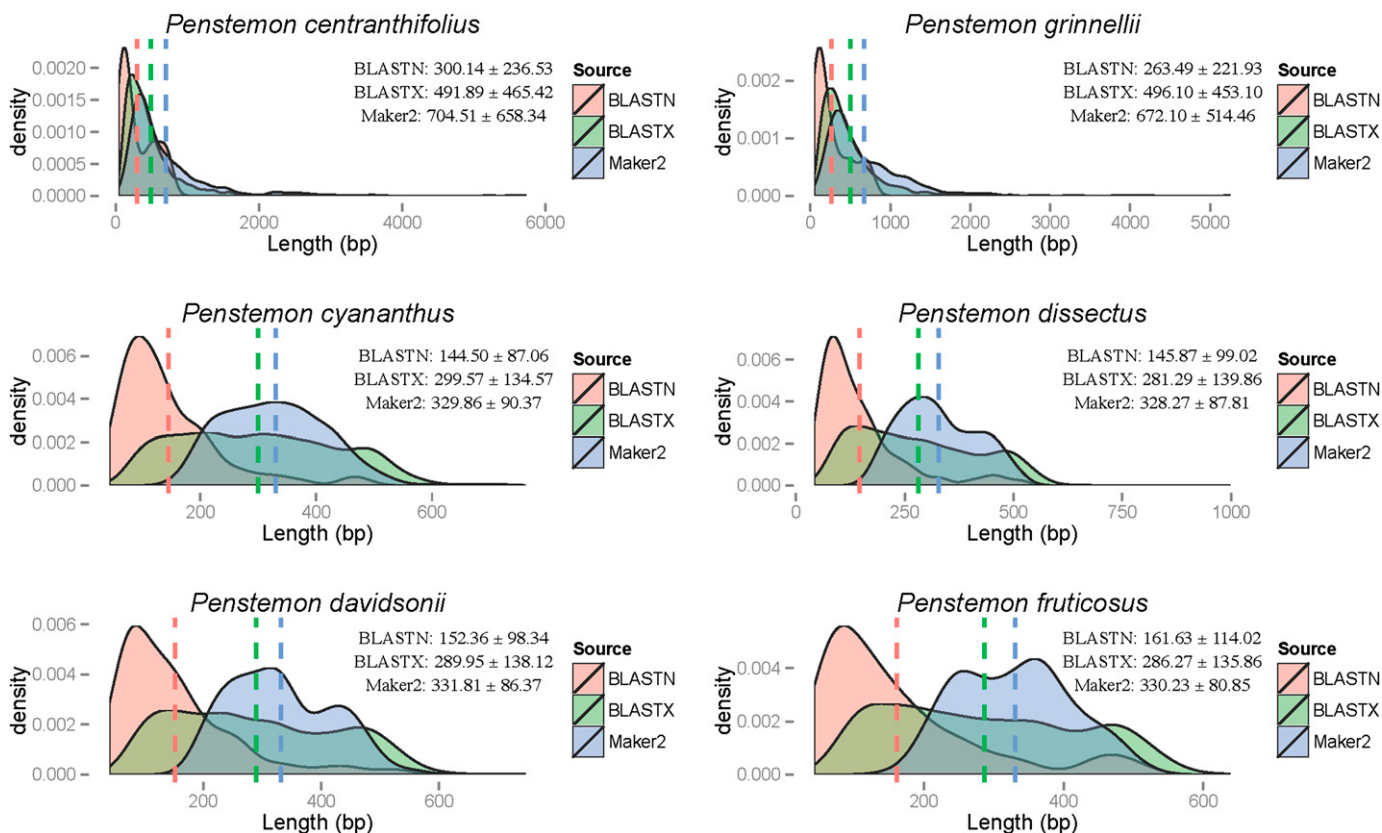 Penstemon centranthifolius
density
0.0020
0.0015
0.0010
0.0005
0.0000
BLASTN: 300.14 ± 236.53
BLASTX: 491.89 ± 465.42
Maker2: 704.51 ± 658.34
Source
BLASTN
BLASTX
Maker2
0 2000 4000 6000
Length (bp)
Penstemon grinnellii
density
0.002
0.001
0.000
BLASTN: 263.49 ± 221.93
BLASTX: 496.10 ± 453.10
Maker2: 672.10 ± 514.46
Source
BLASTN
BLASTX
Maker2
0 1000 2000 3000 4000 5000
Length (bp)
Penstemon cyananthus
density
0.006
0.004
0.002
0.000
BLASTN: 144.50 ± 87.06
BLASTX: 299.57 ± 134.57
Maker2: 329.86 ± 90.37
Source
BLASTN
BLASTX
Maker2
200 400 600
Length (bp)
Penstemon dissectus
density
0.006
0.004
0.002
0.000
BLASTN: 145.87 ± 99.02
BLASTX: 281.29 ± 139.86
Maker2: 328.27 ± 87.81
Source
BLASTN
BLASTX
Maker2
0 250 500 750 1000
Length (bp)
Penstemon davidsonii
density
0.006
0.004
0.002
0.000
BLASTN: 152.36 ± 98.34
BLASTX: 289.95 ± 138.12
Maker2: 331.81 ± 86.37
Source
BLASTN
BLASTX
Maker2
200 400 600
Length (bp)
Penstemon fruticosus
density
0.004
0.002
0.000
BLASTN: 161.63 ± 114.02
BLASTX: 286.27 ± 135.86
Maker2: 330.23 ± 80.85
Source
BLASTN
BLASTX
Maker2
200 400 600
Length (bp)